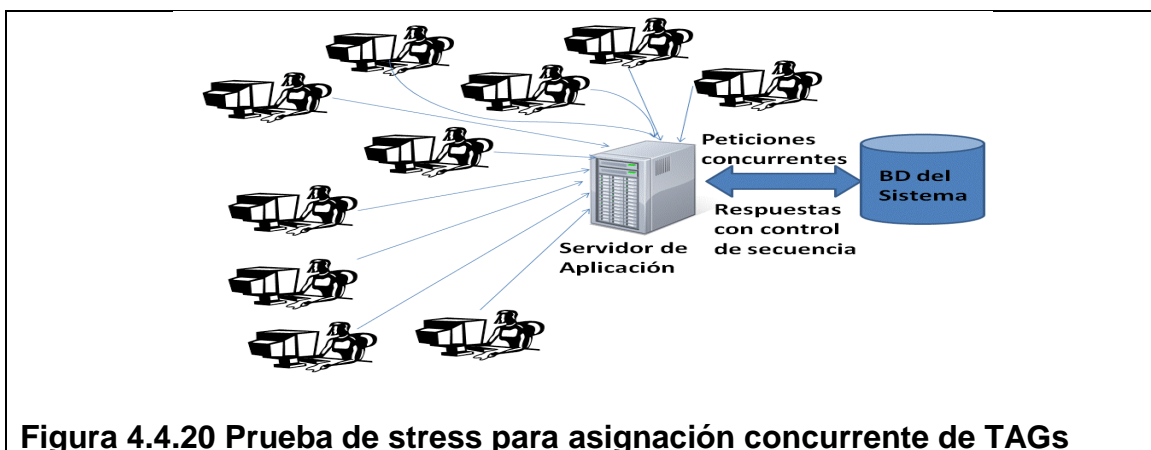 Peticiones
concurrentes
BD del
Sistema
Respuestas
con control
de secuencia
Servidor de
Aplicación
Figura 4.4.20 Prueba de stress para asignación concurrente de TAGs